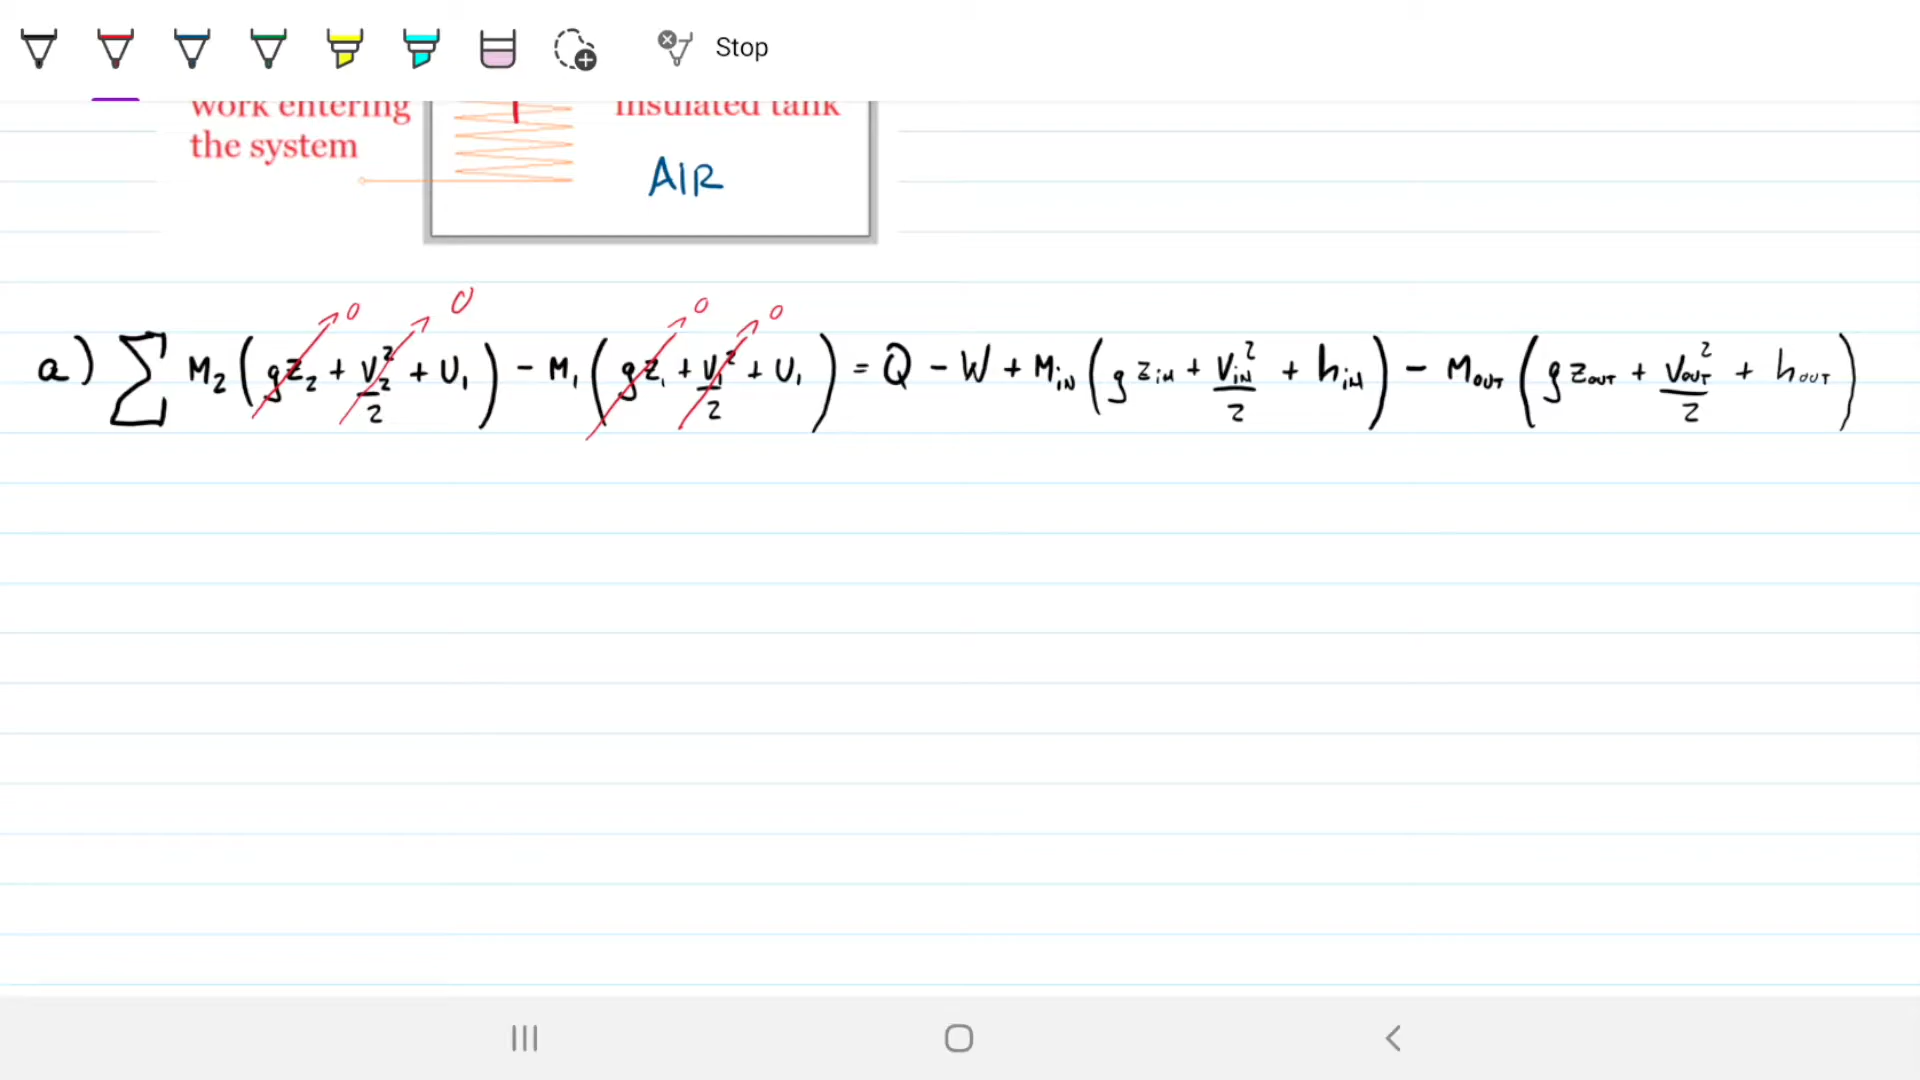 Stop
work entering
the system
insulated tank
AIR
0 0 0 0
a) ∑ M₂ (gz₂ + V₂²/2 + U₁) - M₁ (gz₁ + V₁²/2 + U₁) = Q - W + Min (g zin + Vin²/2 + hin) - Mout (g zout + Vout²/2 + hout)